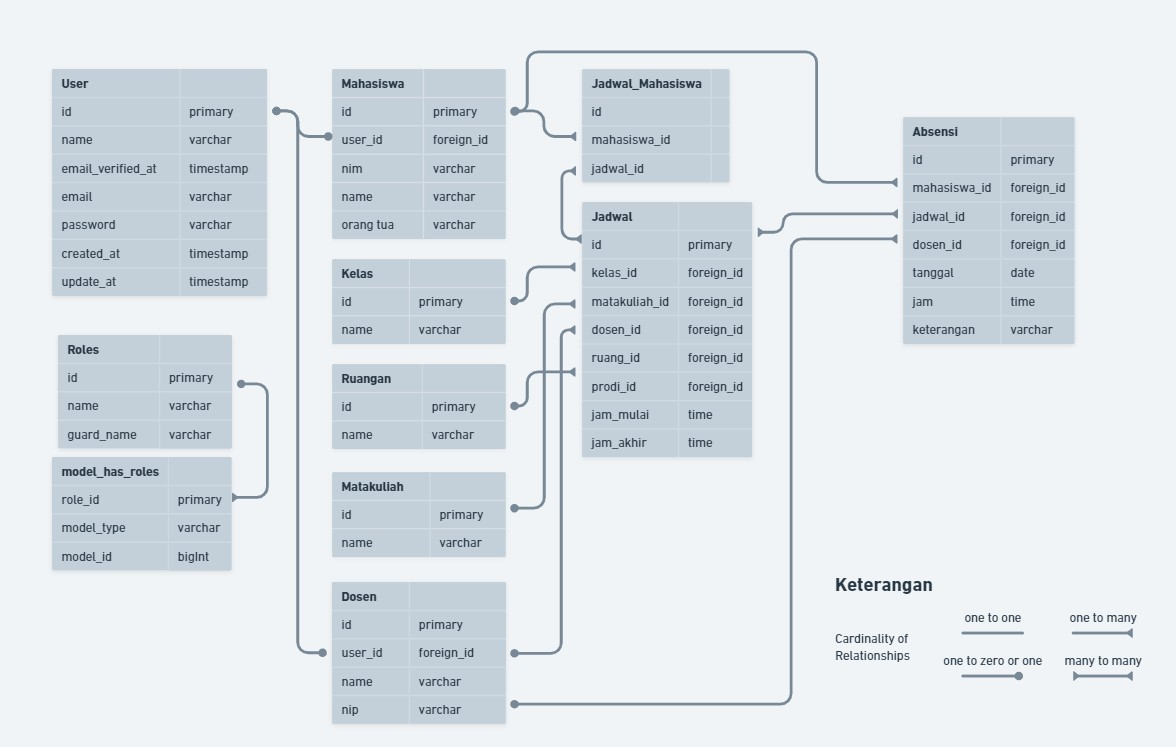 User
id primary
name varchar
email_verified_at timestamp
email varchar
password varchar
created_at timestamp
update_at timestamp
Roles
id primary
name varchar
guard_name varchar
model_has_roles
role_id primary
model_type varchar
model_id bigInt
Mahasiswa
id primary
user_id foreign_id
nim varchar
name varchar
orang tua varchar
Kelas
id primary
name varchar
Ruangan
id primary
name varchar
Matakuliah
id primary
name varchar
Dosen
id primary
user_id foreign_id
name varchar
nip varchar
Jadwal_Mahasiswa
id
mahasiswa_id
jadwal_id
Jadwal
id primary
kelas_id foreign_id
matakuliah_id foreign_id
dosen_id foreign_id
ruang_id foreign_id
prodi_id foreign_id
jam_mulai time
jam_akhir time
Absensi
id primary
mahasiswa_id foreign_id
jadwal_id foreign_id
dosen_id foreign_id
tanggal date
jam time
keterangan varchar
Keterangan
Cardinality of
Relationships
one to one
one to many
one to zero or one
many to many